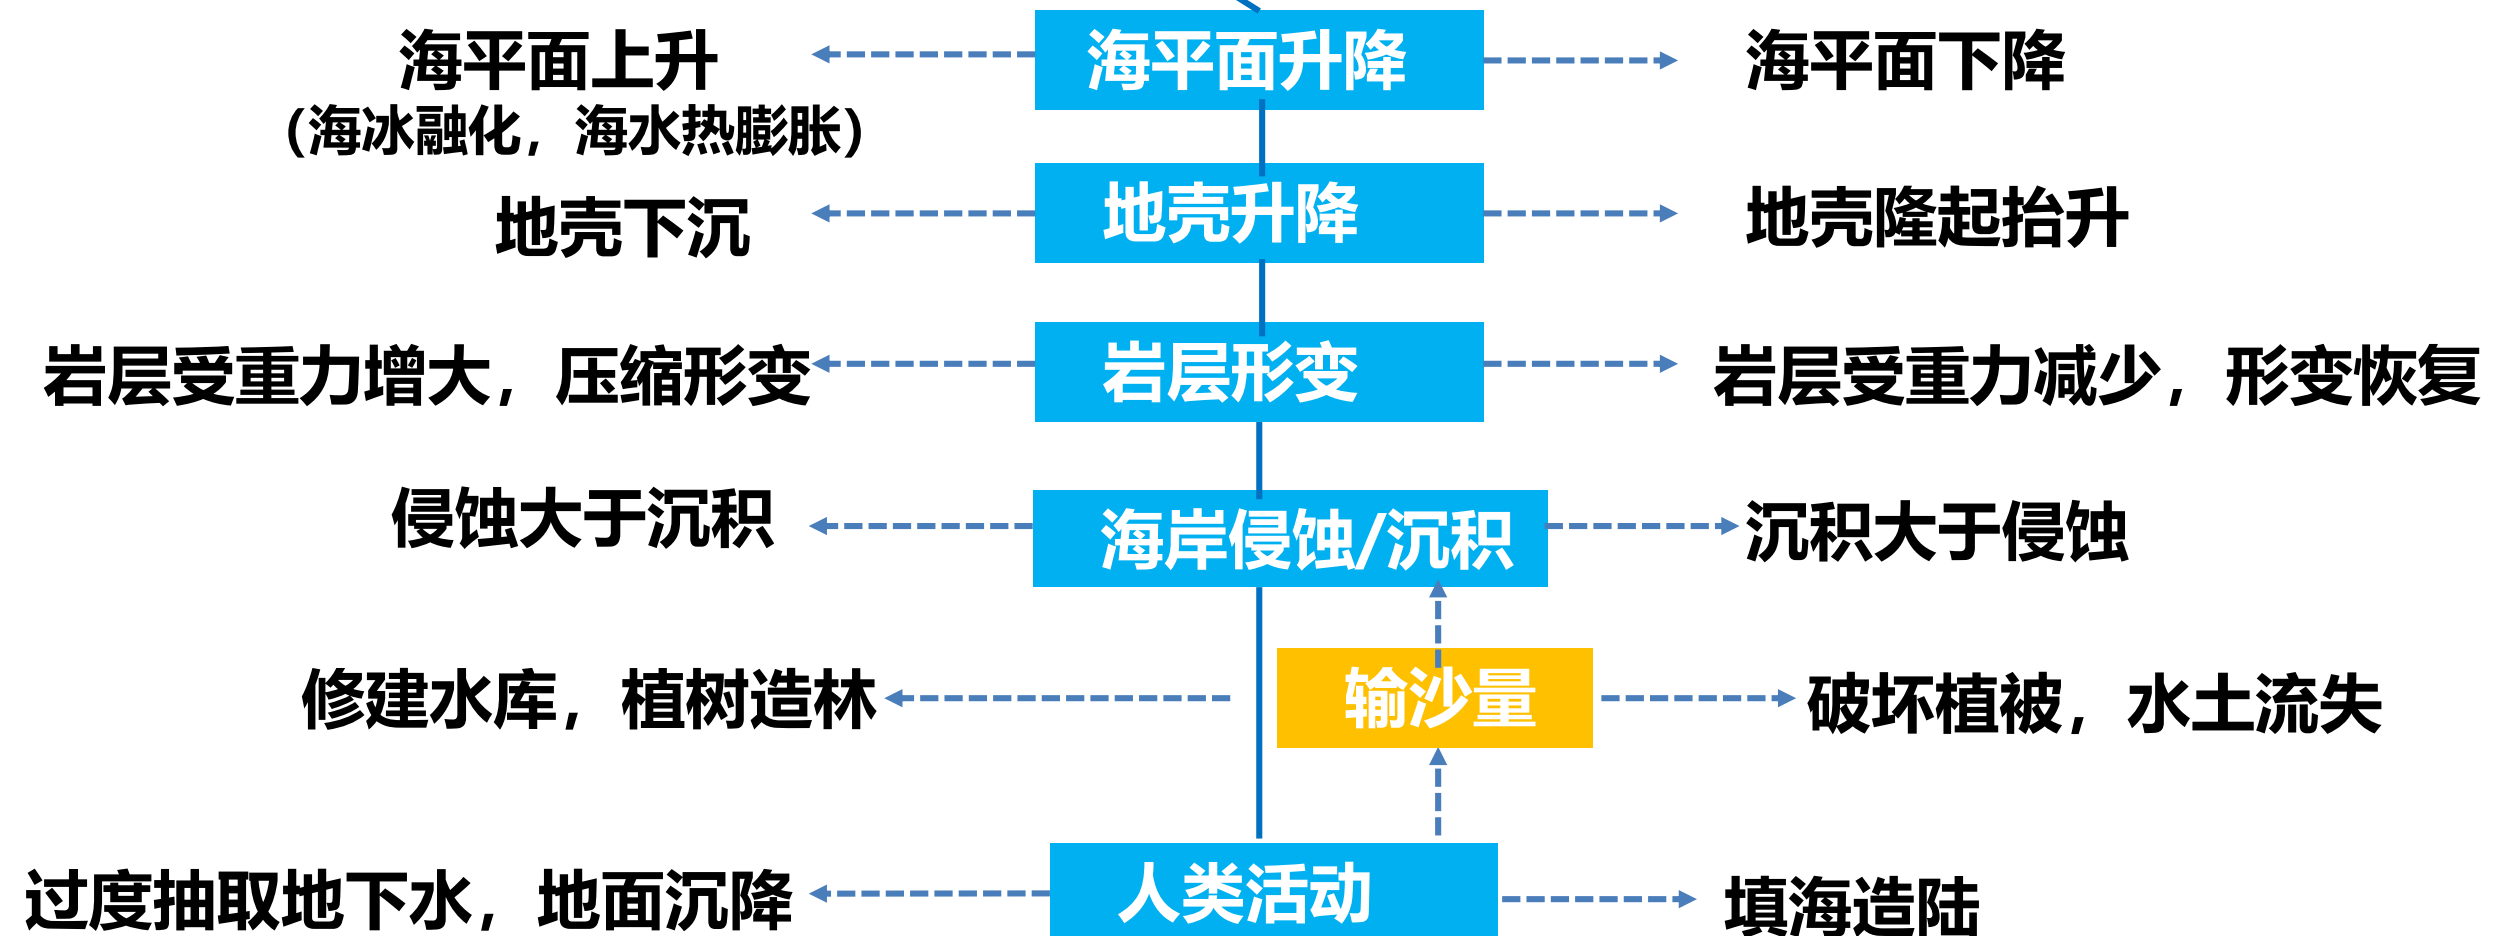 海平面上升 海平面升降 海平面下降
（海水融化，海水热膨胀）
地壳下沉 地壳升降 地壳隆起抬升
岩层受重力增大，压缩形变 岩层形变 岩层受重力减少，形变恢复
侵蚀大于沉积 海岸侵蚀/沉积 沉积大于侵蚀
修建水库，植被达林 输沙量 破坏植被，水土流失
过度抽取地下水，地面沉降 人类活动 填海造陆